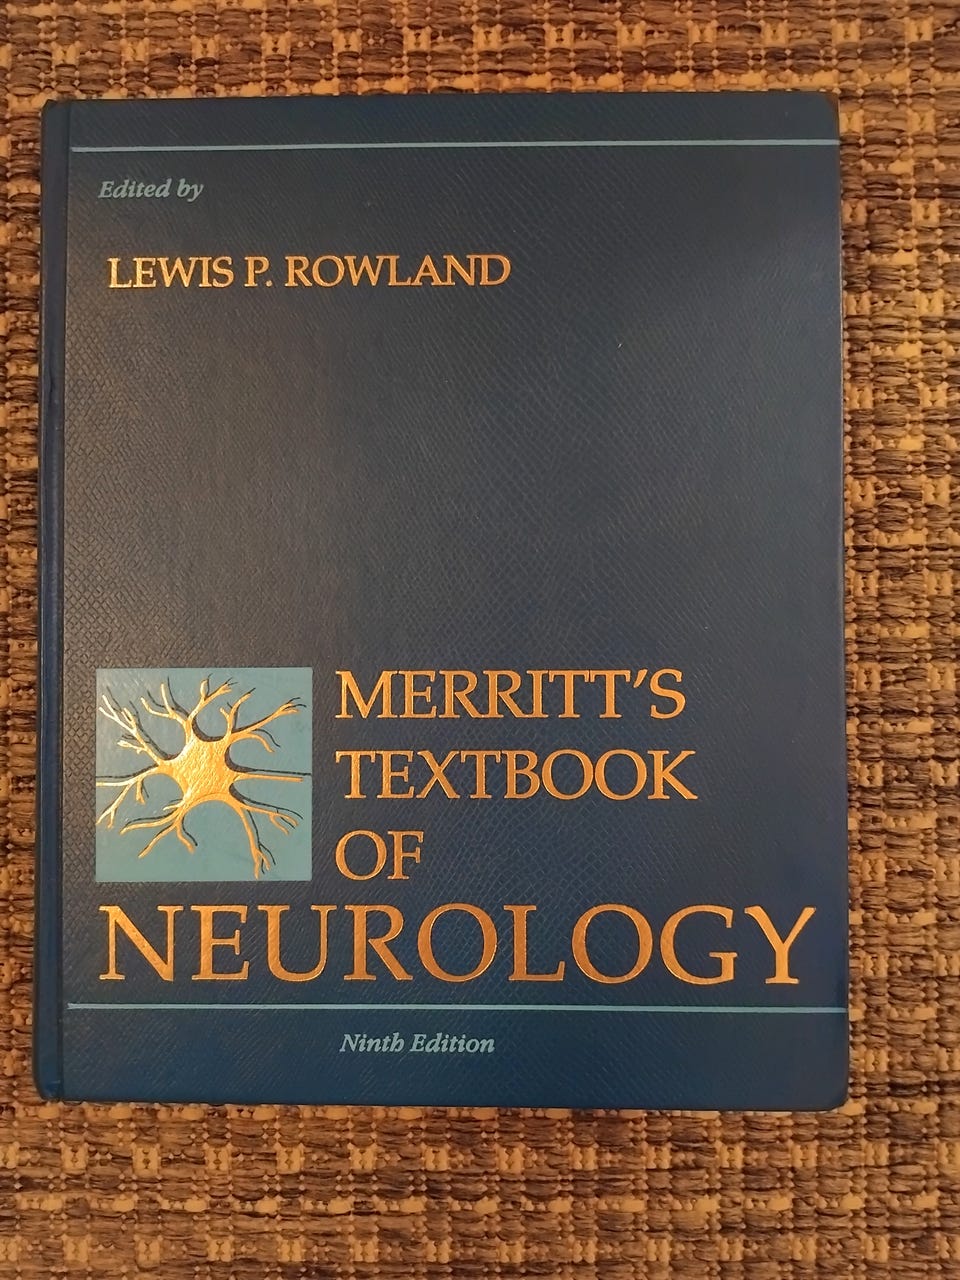 Edited by
LEWIS P. ROWLAND
MERRITT'S
TEXTBOOK
OF
NEUROLOGY
Ninth Edition